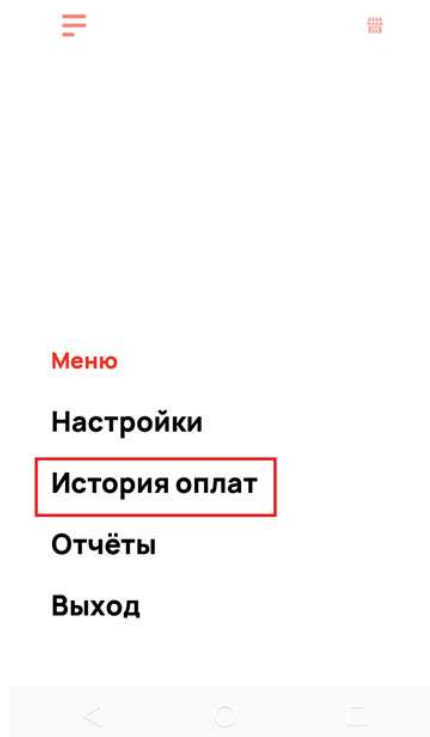 Меню
Настройки
История оплат
Отчёты
Выход